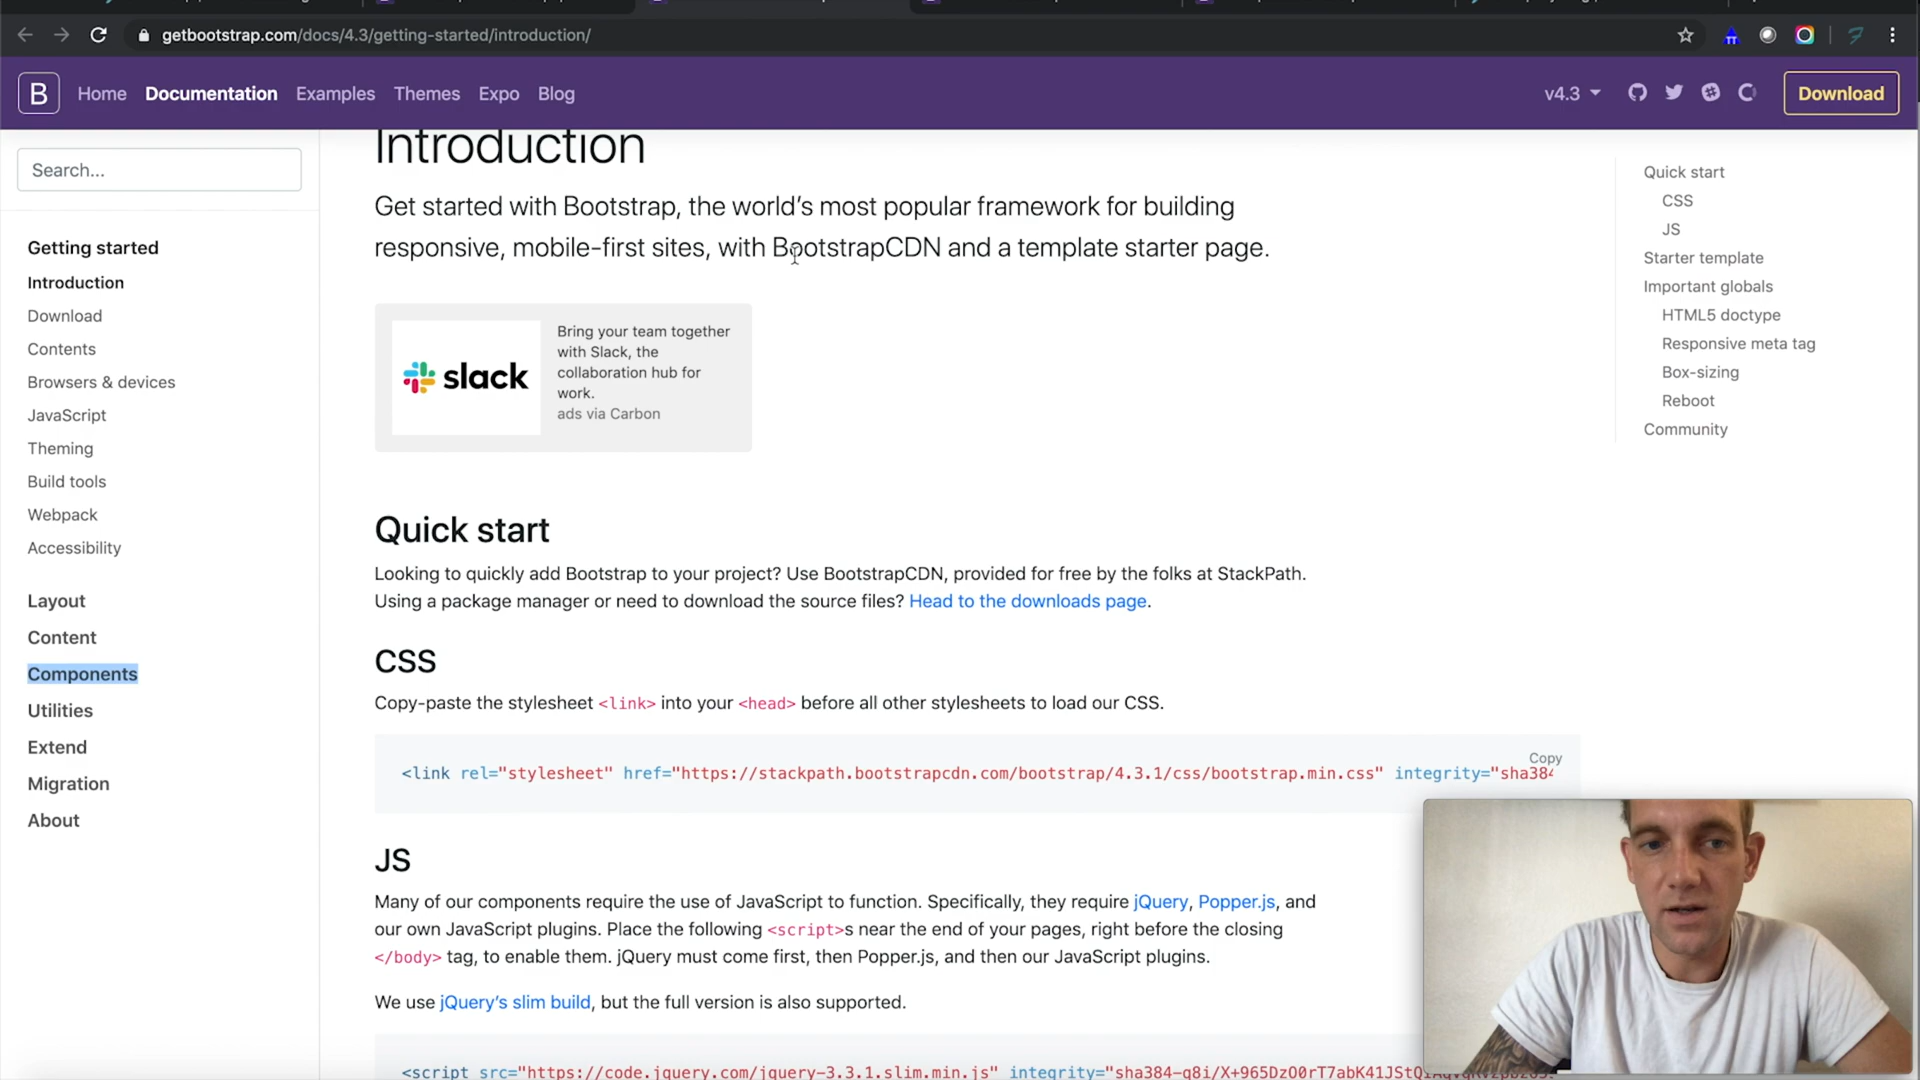 getbootstrap.com/docs/4.3/getting-started/introduction/
B Home Documentation Examples Themes Expo Blog v4.3 Download
Search...
Getting started
Introduction
Download
Contents
Browsers & devices
JavaScript
Theming
Build tools
Webpack
Accessibility
Layout
Content
Components
Utilities
Extend
Migration
About
Introduction
Get started with Bootstrap, the world's most popular framework for building
responsive, mobile-first sites, with BootstrapCDN and a template starter page.
slack
Bring your team together
with Slack, the
collaboration hub for
work.
ads via Carbon
Quick start
Looking to quickly add Bootstrap to your project? Use BootstrapCDN, provided for free by the folks at StackPath.
Using a package manager or need to download the source files? Head to the downloads page.
CSS
Copy-paste the stylesheet <link> into your <head> before all other stylesheets to load our CSS.
Copy
<link rel="stylesheet" href="https://stackpath.bootstrapcdn.com/bootstrap/4.3.1/css/bootstrap.min.css" integrity="sha384
JS
Many of our components require the use of JavaScript to function. Specifically, they require jQuery, Popper.js, and
our own JavaScript plugins. Place the following <script>s near the end of your pages, right before the closing
</body> tag, to enable them. jQuery must come first, then Popper.js, and then our JavaScript plugins.
We use jQuery's slim build, but the full version is also supported.
<script src="https://code.jquery.com/jquery-3.3.1.slim.min.js" integrity="sha384-q8i/X+965DzO0rT7abK41JStQ
Quick start
CSS
JS
Starter template
Important globals
HTML5 doctype
Responsive meta tag
Box-sizing
Reboot
Community